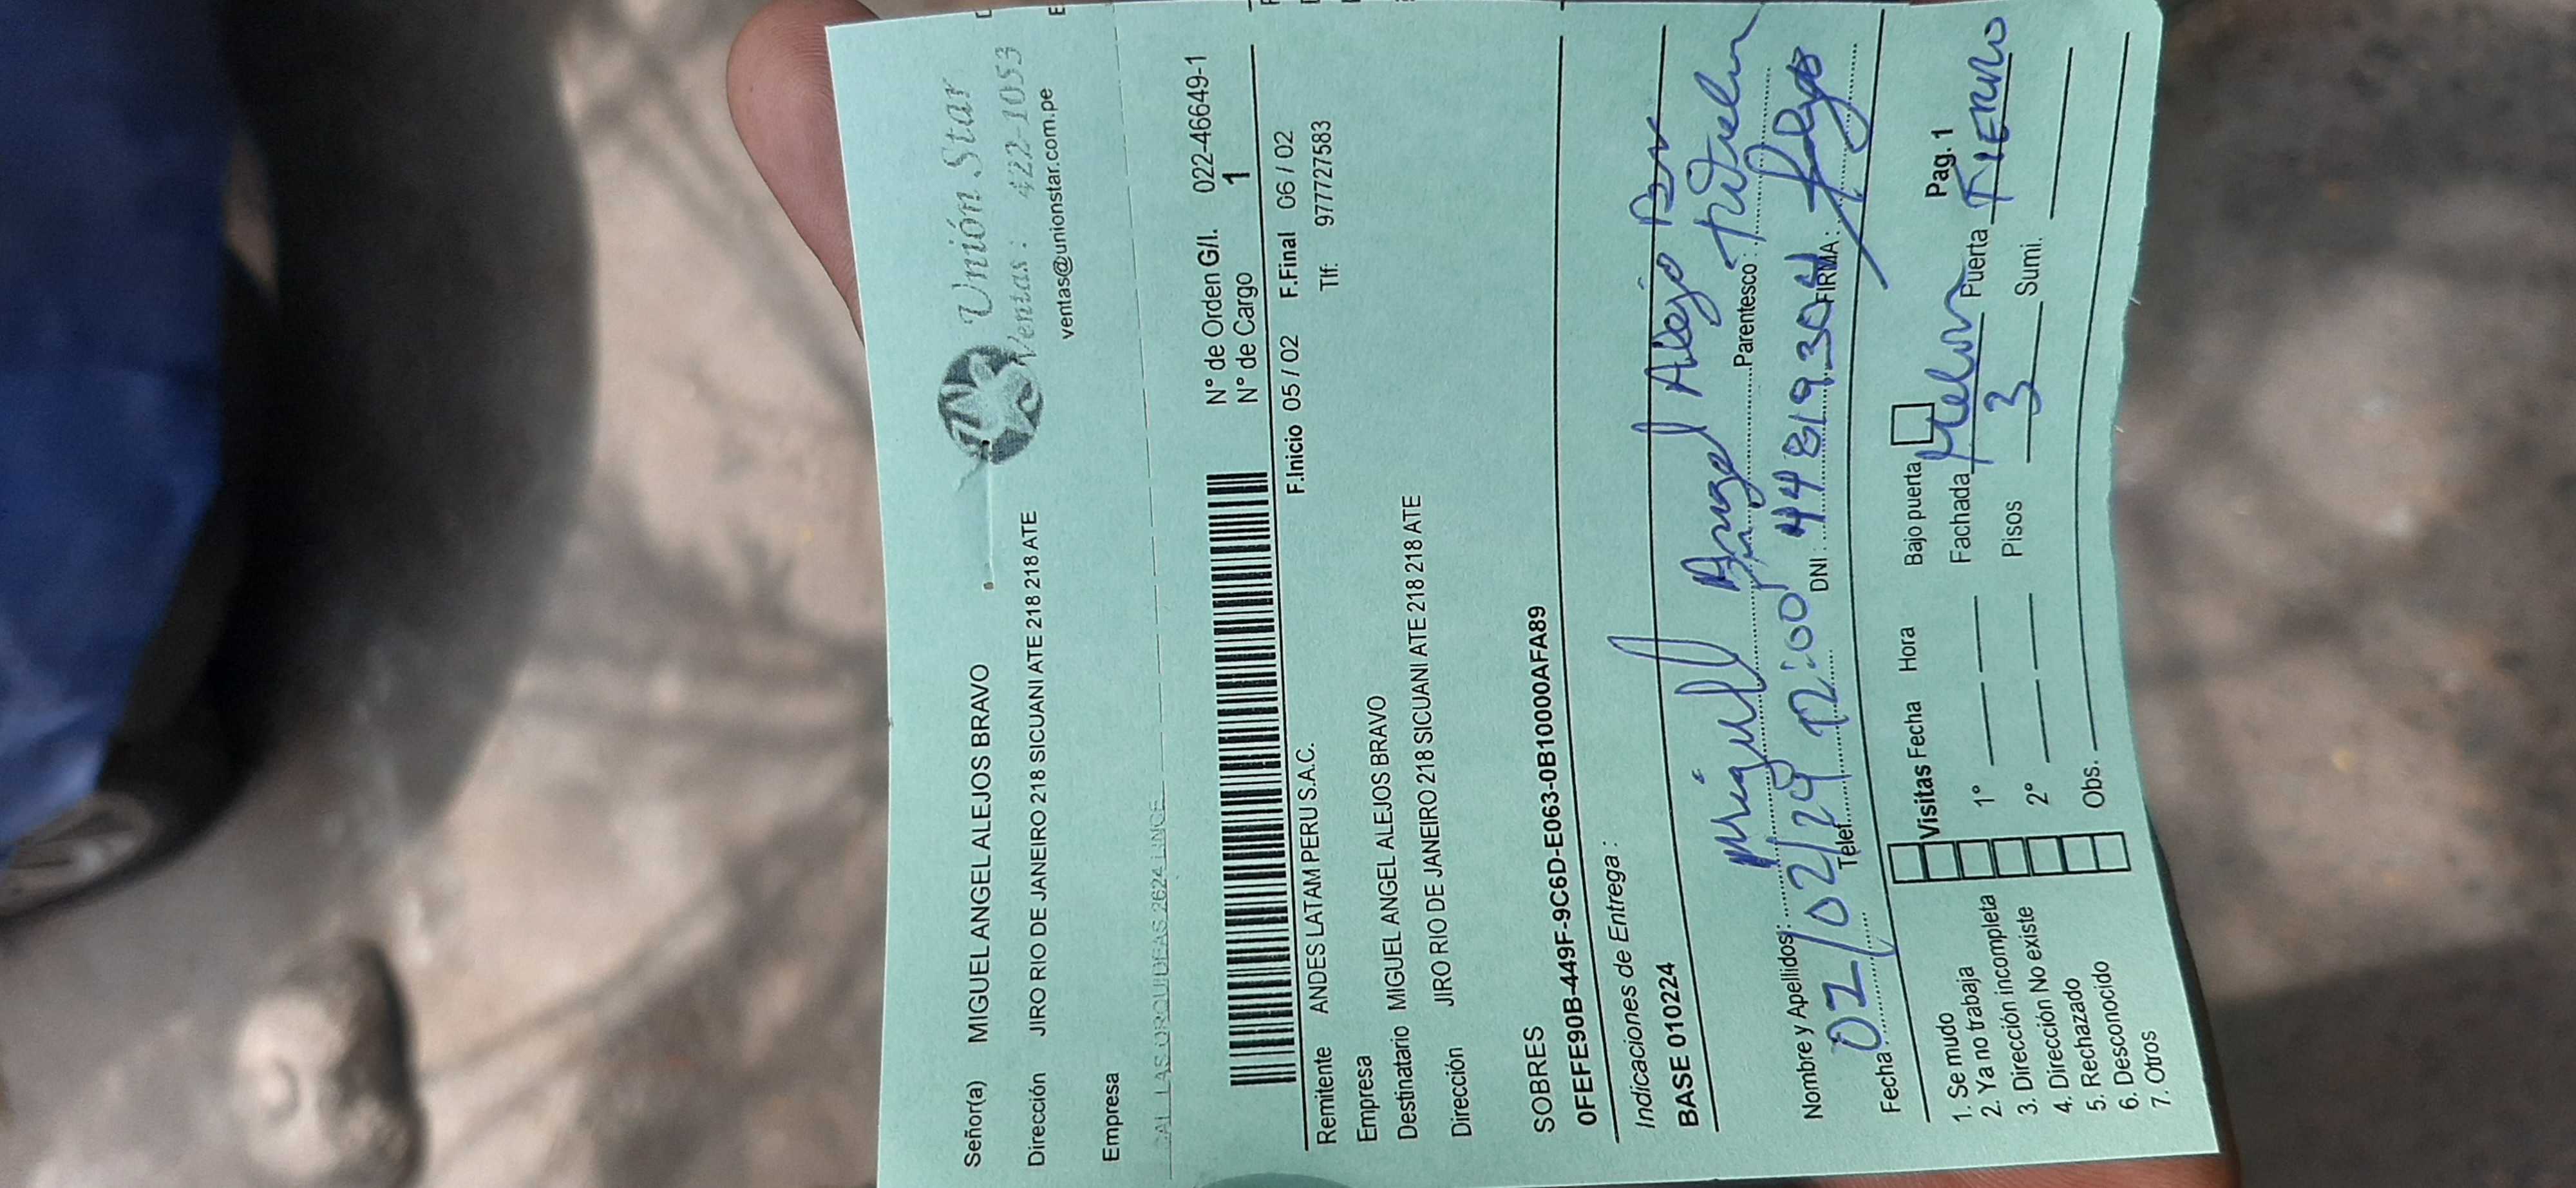 Unión Star
Ventas : 422-1053
ventas@unionstar.com.pe
Señor(a) MIGUEL ANGEL ALEJOS BRAVO
Dirección JIRO RIO DE JANEIRO 218 SICUANI ATE 218 218 ATE
Empresa
CAL LAS ORQUIDEAS 2624 LINCE
N° de Orden G/I. 022-46649-1
N° de Cargo 1
F.Inicio 05 / 02 F.Final 06 / 02
Remitente ANDES LATAM PERU S.A.C. Tlf: 977727583
Empresa
Destinatario MIGUEL ANGEL ALEJOS BRAVO
Dirección JIRO RIO DE JANEIRO 218 SICUANI ATE 218 218 ATE
SOBRES
0FEFE90B-449F-9C6D-E063-0B10000AFA89
Indicaciones de Entrega :
BASE 010224
Miguel Angel Alejo
Nombre y Apellidos: Parentesco : Titular
Fecha: 02/02/24 12:00 Telef. DNI : 44819304 FIRMA :
1. Se mudo
2. Ya no trabaja
3. Dirección incompleta
4. Dirección No existe
5. Rechazado
6. Desconocido
7. Otros
Visitas Fecha Hora Bajo puerta Pag. 1
1° Fachada Puerta FIERRO
2° Pisos 3 Sumi.
Obs.